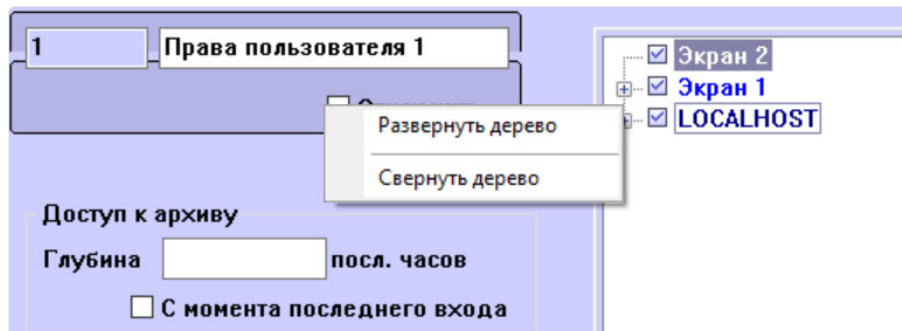 1
Права пользователя 1
Экран 2
Экран 1
LOCALHOST
Развернуть дерево
Свернуть дерево
Доступ к архиву
Глубина посл. часов
С момента последнего входа